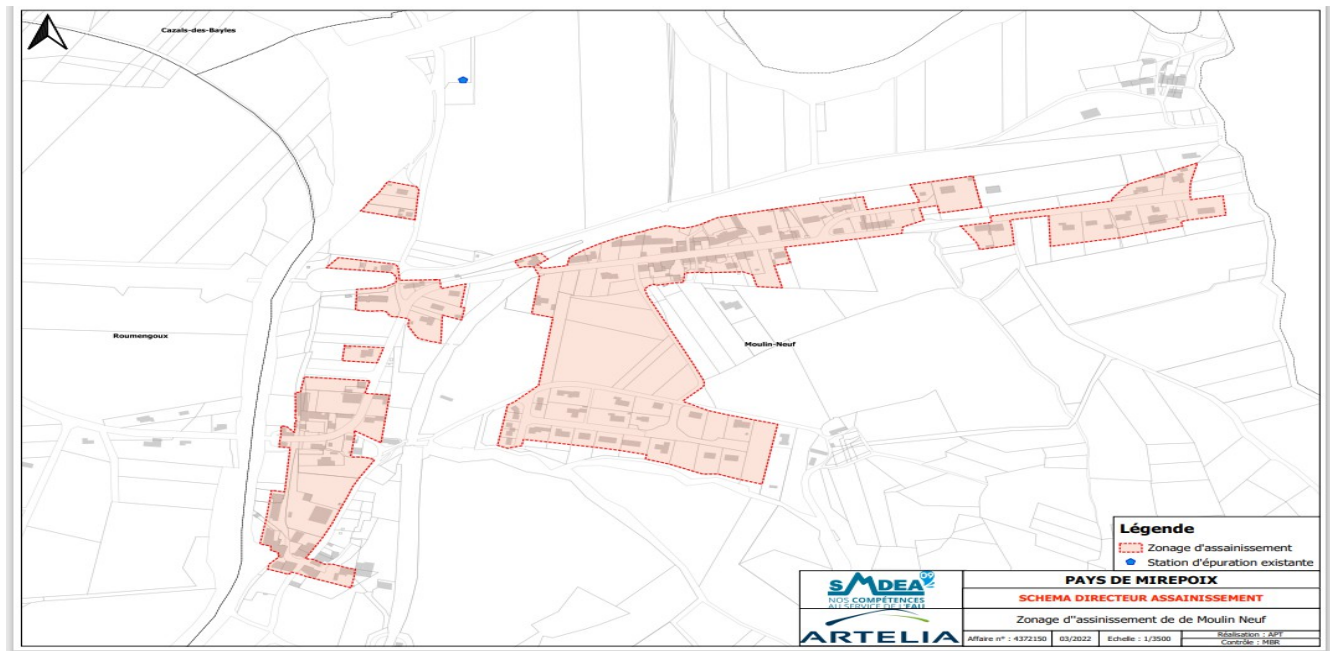 Cazals-des-Bayles
Roumengoux
Moulin-Neuf
Légende
Zonage d'assainissement
Station d'épuration existante
SMDEA 09
NOS COMPÉTENCES
AU SERVICE DE L'EAU
ARTELIA
PAYS DE MIREPOIX
SCHEMA DIRECTEUR ASSAINISSEMENT
Zonage d"assinissement de de Moulin Neuf
Affaire n° : 4372150
03/2022
Echelle : 1/3500
Réalisation : APT
Contrôle : MBR